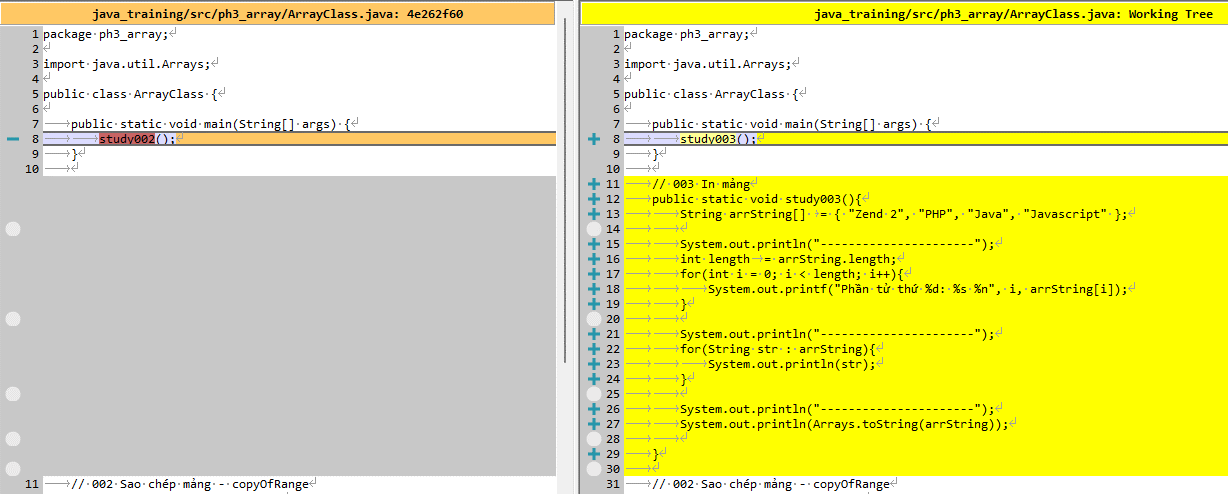 java_training/src/ph3_array/ArrayClass.java: 4e262f60
1 package ph3_array;
2
3 import java.util.Arrays;
4
5 public class ArrayClass {
6
7 public static void main(String[] args) {
8 study002();
9 }
10
11 // 002 Sao chép mảng - copyOfRange
java_training/src/ph3_array/ArrayClass.java: Working Tree
1 package ph3_array;
2
3 import java.util.Arrays;
4
5 public class ArrayClass {
6
7 public static void main(String[] args) {
8 study003();
9 }
10
11 // 003 In mảng
12 public static void study003(){
13 String arrString[] = { "Zend 2", "PHP", "Java", "Javascript" };
14
15 System.out.println("----------------------");
16 int length = arrString.length;
17 for(int i = 0; i < length; i++){
18 System.out.printf("Phần tử thứ %d: %s %n", i, arrString[i]);
19 }
20
21 System.out.println("----------------------");
22 for(String str : arrString){
23 System.out.println(str);
24 }
25
26 System.out.println("----------------------");
27 System.out.println(Arrays.toString(arrString));
28
29 }
30
31 // 002 Sao chép mảng - copyOfRange